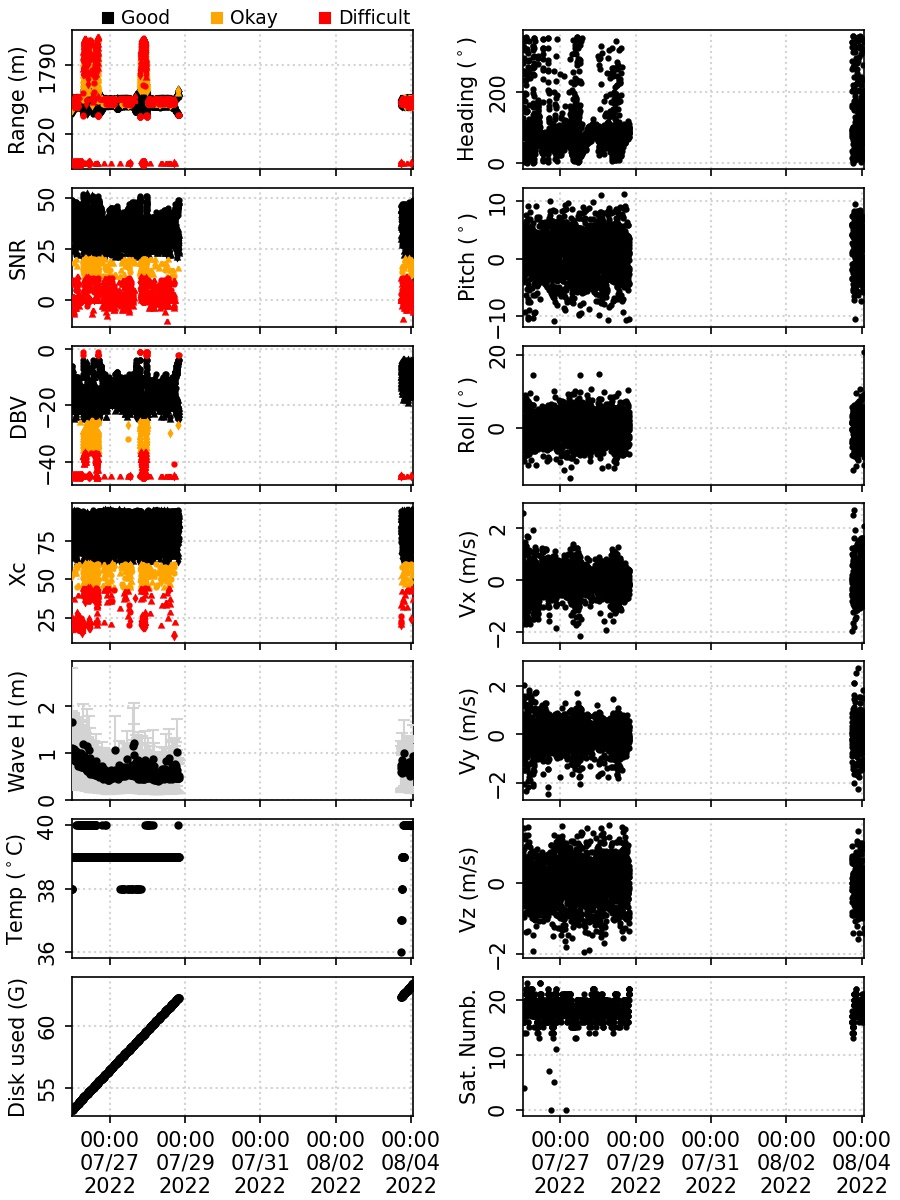 Good Okay Difficult
Range (m)
1790
520
SNR
50
25
0
DBV
0
−20
−40
Xc
75
50
25
Wave H (m)
2
1
0
Temp (°C)
40
38
36
Disk used (G)
60
55
00:00 00:00 00:00 00:00 00:00
07/27 07/29 07/31 08/02 08/04
2022 2022 2022 2022 2022
Heading (°)
200
0
Pitch (°)
10
0
−10
Roll (°)
20
0
Vx (m/s)
2
0
−2
Vy (m/s)
2
0
−2
Vz (m/s)
0
−2
Sat. Numb.
20
10
0
00:00 00:00 00:00 00:00 00:00
07/27 07/29 07/31 08/02 08/04
2022 2022 2022 2022 2022